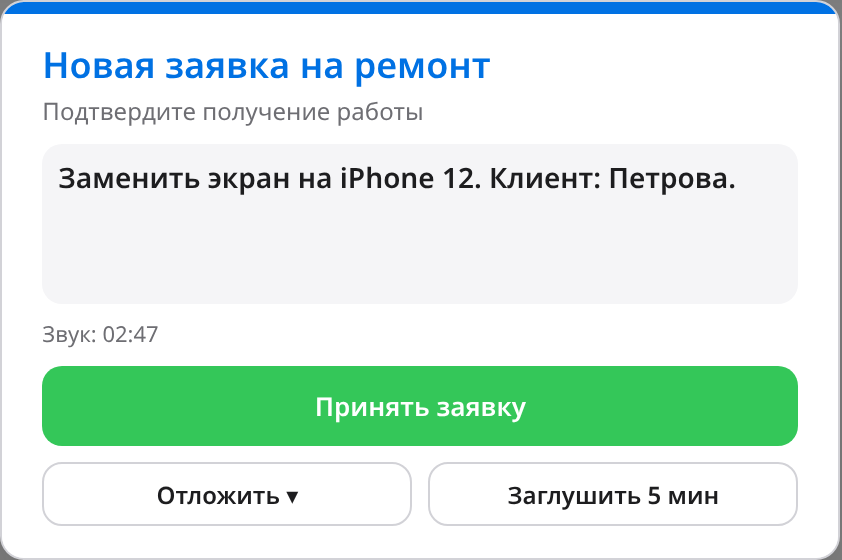 Новая заявка на ремонт
Подтвердите получение работы
Заменить экран на iPhone 12. Клиент: Петрова.
Звук: 02:47
Принять заявку
Отложить ▾
Заглушить 5 мин